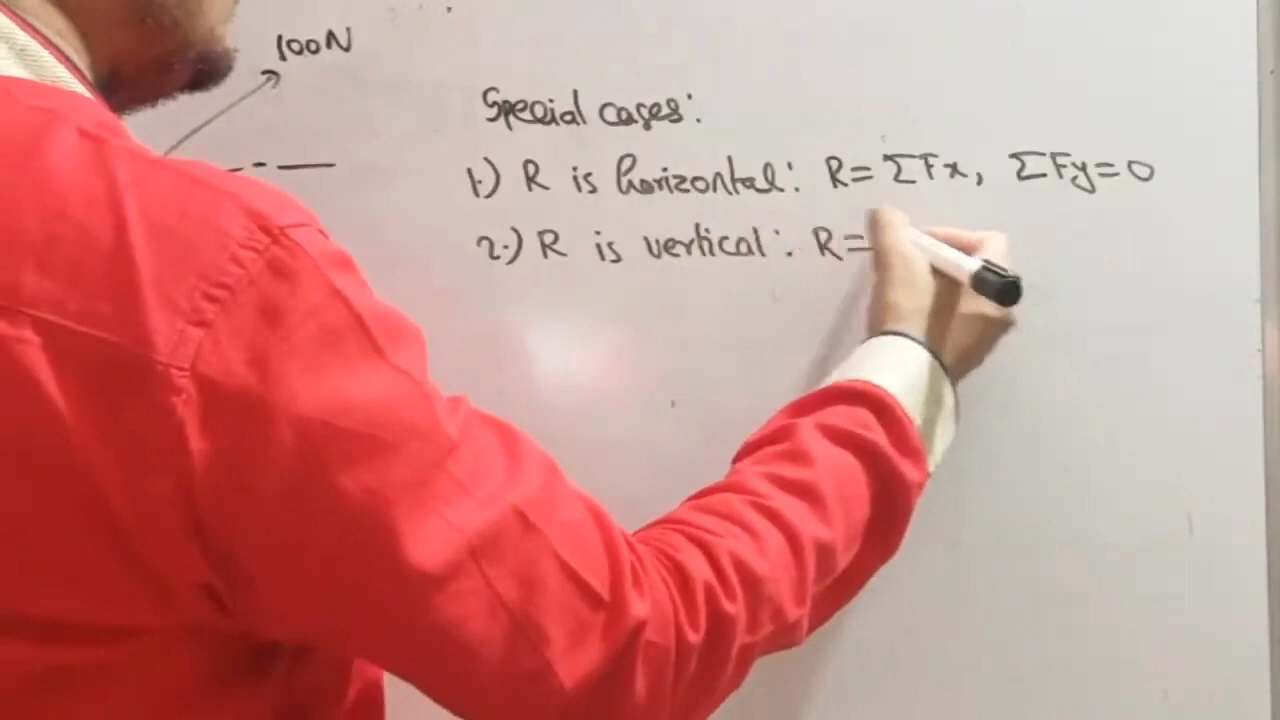 100N
Special cases:
1.) R is horizontal: R= ΣFx, ΣFy=0
2.) R is vertical: R=